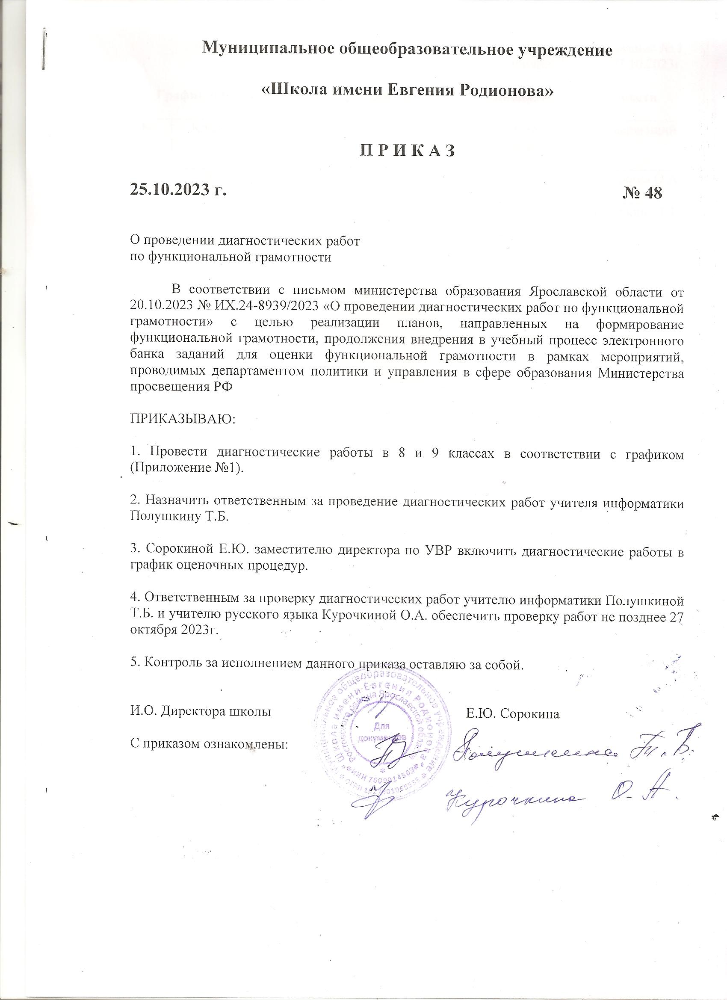 Муниципальное общеобразовательное учреждение
«Школа имени Евгения Родионова»
П Р И К А З
25.10.2023 г.
№ 48
О проведении диагностических работ
по функциональной грамотности
В соответствии с письмом министерства образования Ярославской области от
20.10.2023 № ИХ.24-8939/2023 «О проведении диагностических работ по функциональной
грамотности» с целью реализации планов, направленных на формирование
функциональной грамотности, продолжения внедрения в учебный процесс электронного
банка заданий для оценки функциональной грамотности в рамках мероприятий,
проводимых департаментом политики и управления в сфере образования Министерства
просвещения РФ
ПРИКАЗЫВАЮ:
1. Провести диагностические работы в 8 и 9 классах в соответствии с графиком
(Приложение №1).
2. Назначить ответственным за проведение диагностических работ учителя информатики
Полушкину Т.Б.
3. Сорокиной Е.Ю. заместителю директора по УВР включить диагностические работы в
график оценочных процедур.
4. Ответственным за проверку диагностических работ учителю информатики Полушкиной
Т.Б. и учителю русского языка Курочкиной О.А. обеспечить проверку работ не позднее 27
октября 2023г.
5. Контроль за исполнением данного приказа оставляю за собой.
И.О. Директора школы
Е.Ю. Сорокина
Муниципальное общеобразовательное учреждение
«Школа имени Евгения Родионова»
Ростовского района Ярославской области
ИНН 7609014503
Для
документов
С приказом ознакомлены:
Полушкина Т.Б.
Курочкина О.А.